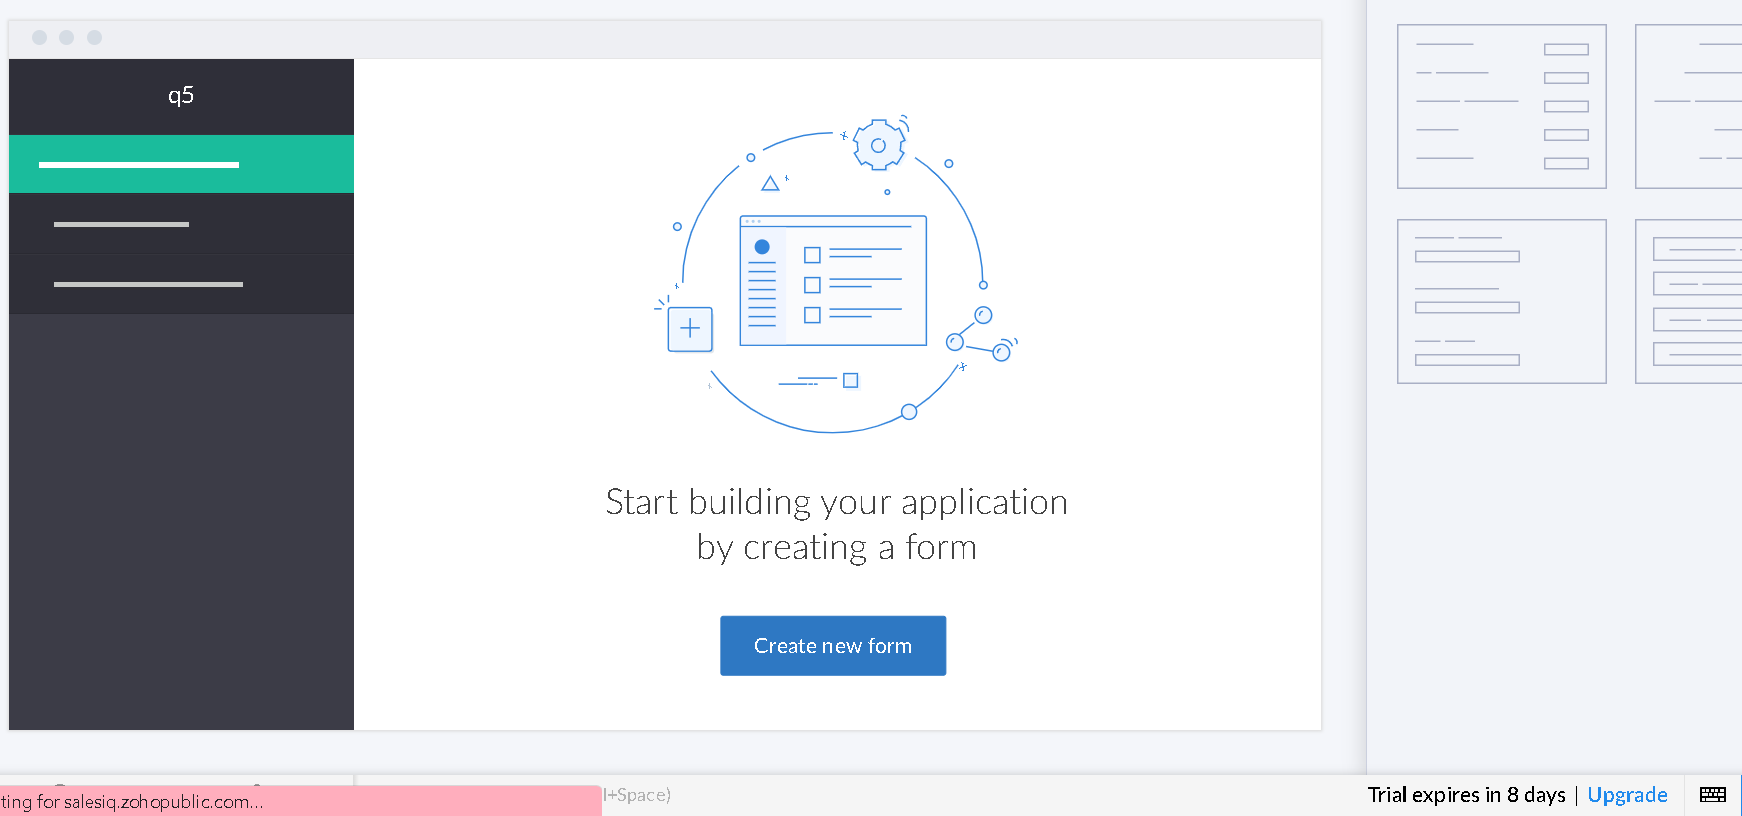 q5
Start building your application
by creating a form
Create new form
ting for salesiq.zohopublic.com...
l+Space)
Trial expires in 8 days | Upgrade